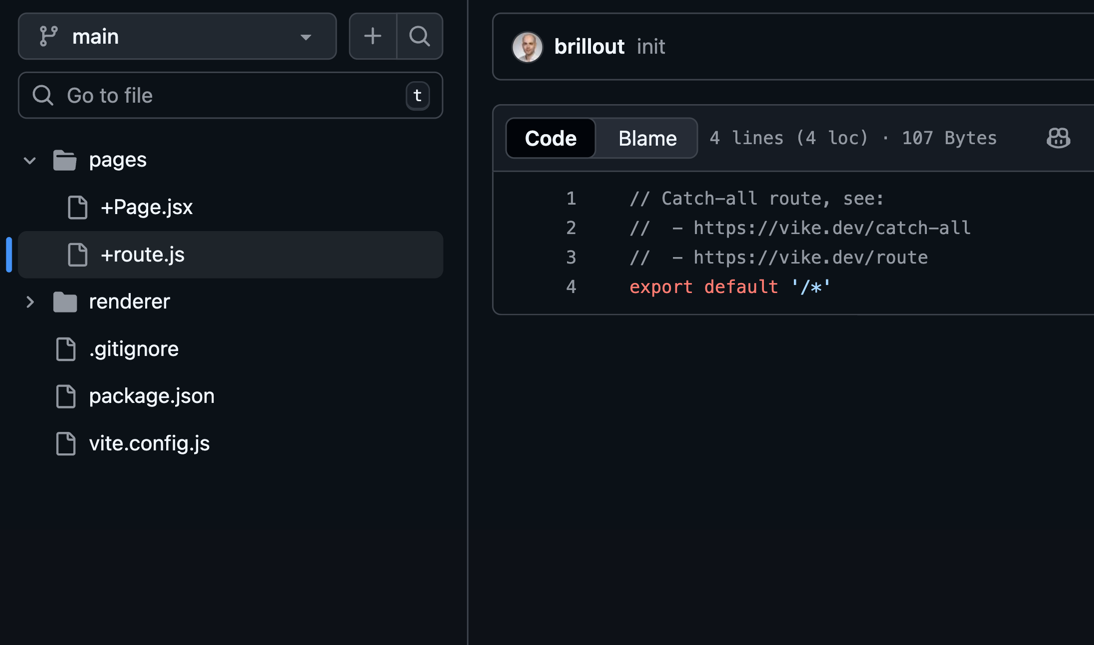 main
Go to file
t
pages
+Page.jsx
+route.js
renderer
.gitignore
package.json
vite.config.js
brillout init
Code Blame 4 lines (4 loc) · 107 Bytes
1 // Catch-all route, see:
2 //  - https://vike.dev/catch-all
3 //  - https://vike.dev/route
4 export default '/*'